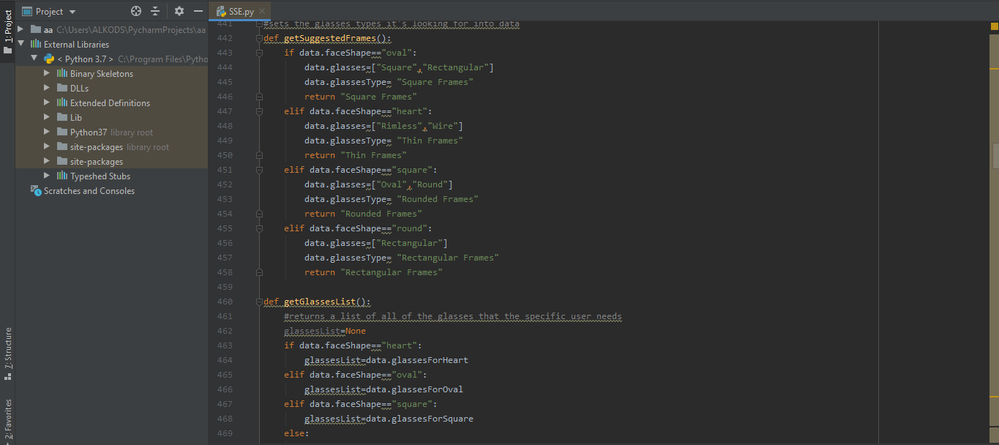 Project
SSE.py
1: Project
aa C:\Users\ALKODS\PycharmProjects\aa
External Libraries
< Python 3.7 > C:\Program Files\Pytho
Binary Skeletons
DLLs
Extended Definitions
Lib
Python37 library root
site-packages library root
site-packages
Typeshed Stubs
Scratches and Consoles
7: Structure
2: Favorites
441 #sets the glasses types it's looking for into data
442 def getSuggestedFrames():
443 if data.faceShape=="oval":
444 data.glasses=["Square","Rectangular"]
445 data.glassesType= "Square Frames"
446 return "Square Frames"
447 elif data.faceShape=="heart":
448 data.glasses=["Rimless","Wire"]
449 data.glassesType= "Thin Frames"
450 return "Thin Frames"
451 elif data.faceShape=="square":
452 data.glasses=["Oval","Round"]
453 data.glassesType= "Rounded Frames"
454 return "Rounded Frames"
455 elif data.faceShape=="round":
456 data.glasses=["Rectangular"]
457 data.glassesType= "Rectangular Frames"
458 return "Rectangular Frames"
459
460 def getGlassesList():
461 #returns a list of all of the glasses that the specific user needs
462 glassesList=None
463 if data.faceShape=="heart":
464 glassesList=data.glassesForHeart
465 elif data.faceShape=="oval":
466 glassesList=data.glassesForOval
467 elif data.faceShape=="square":
468 glassesList=data.glassesForSquare
469 else: